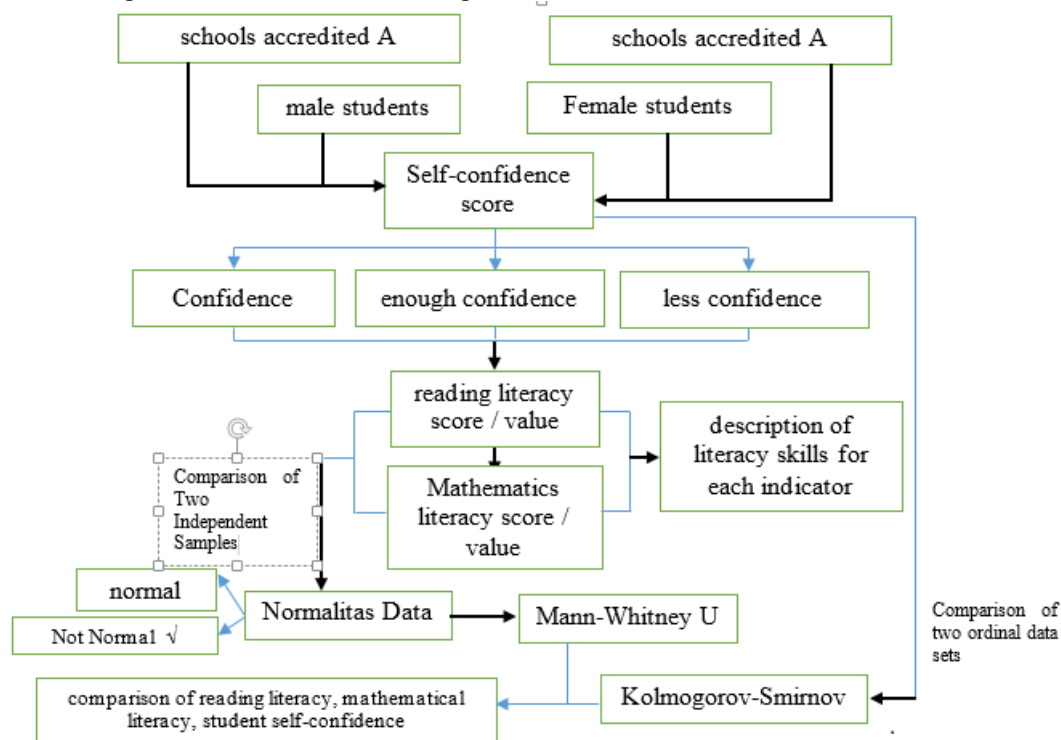 schools accredited A
schools accredited A
male students
Female students
Self-confidence
score
Confidence
enough confidence
less confidence
reading literacy
score / value
description of
literacy skills for
each indicator
Comparison of
Two
Independent
Samples
Mathematics
literacy score /
value
normal
Not Normal √
Normalitas Data
Mann-Whitney U
Comparison of
two ordinal data
sets
Kolmogorov-Smirnov
comparison of reading literacy, mathematical
literacy, student self-confidence